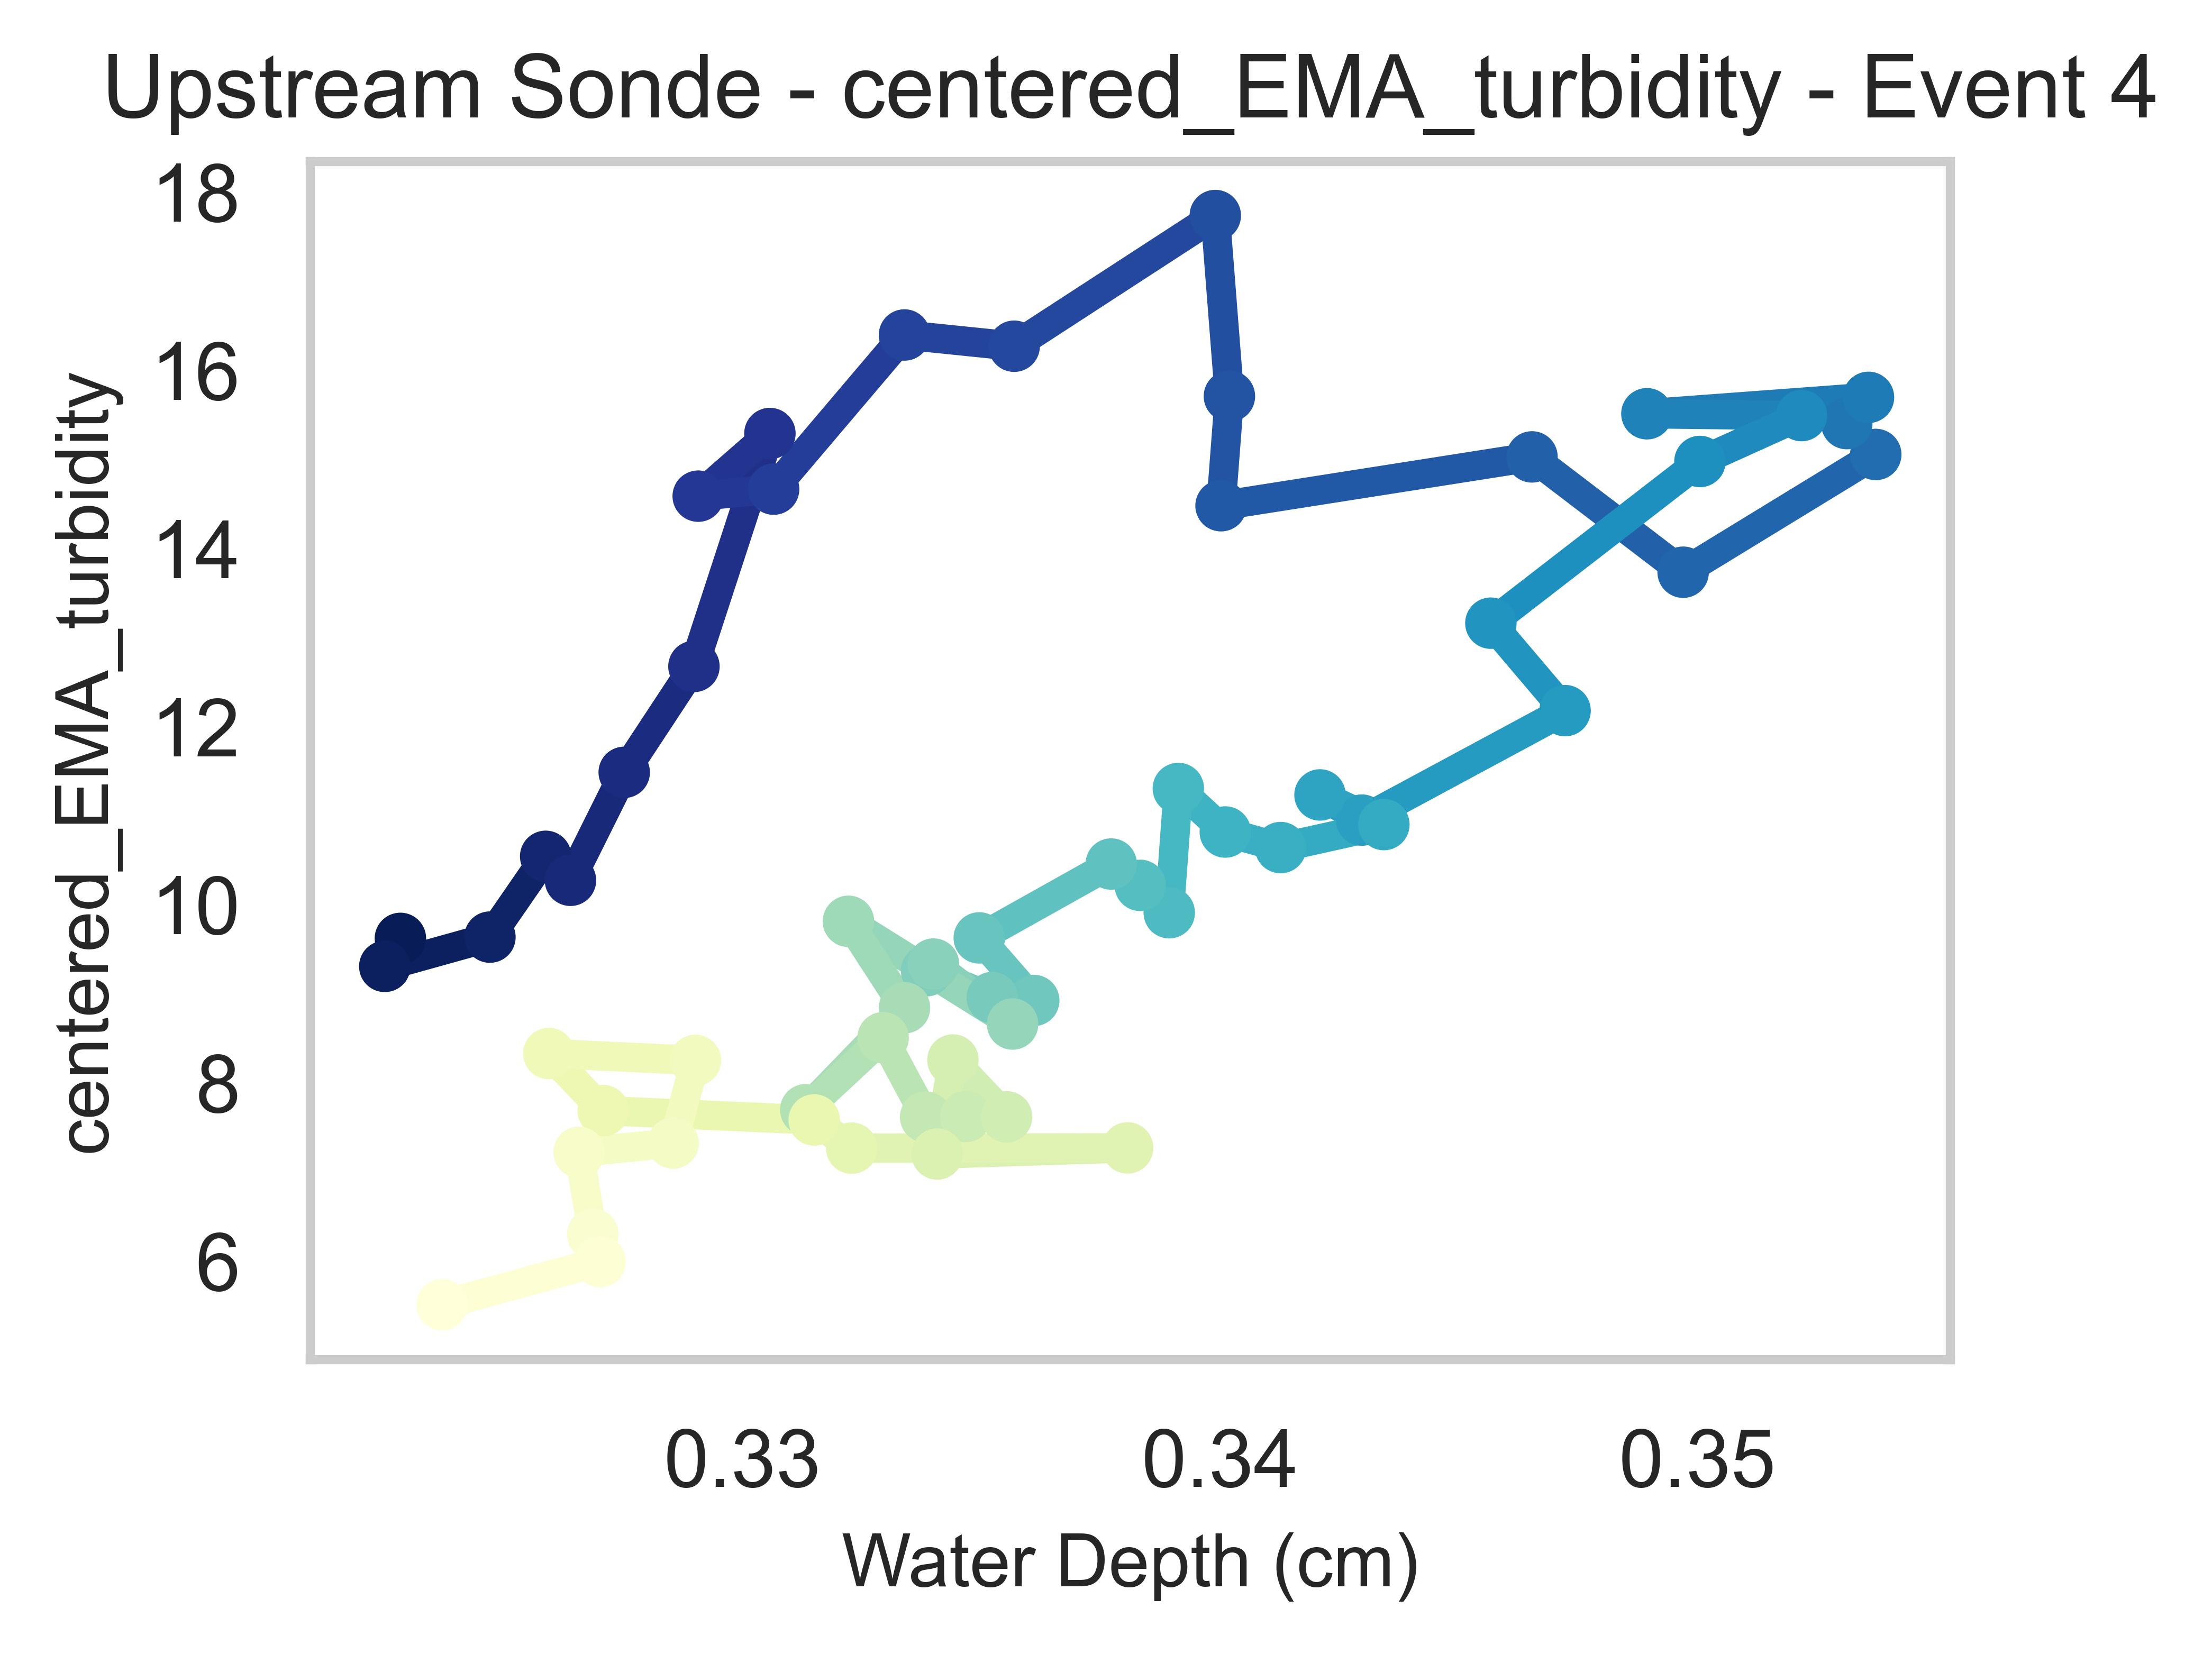 Upstream Sonde - centered_EMA_turbidity - Event 4
18
16
14
12
10
8
6
centered_EMA_turbidity
0.33 0.34 0.35
Water Depth (cm)